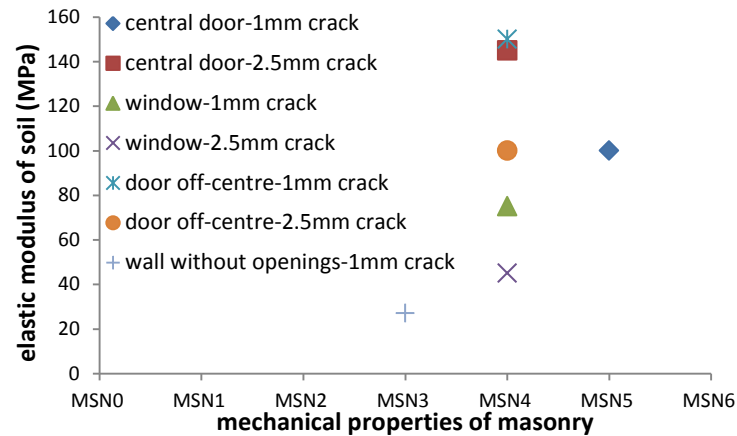 elastic modulus of soil (MPa)
160
140
120
100
80
60
40
20
0
central door-1mm crack
central door-2.5mm crack
window-1mm crack
window-2.5mm crack
door off-centre-1mm crack
door off-centre-2.5mm crack
wall without openings-1mm crack
MSN0 MSN1 MSN2 MSN3 MSN4 MSN5 MSN6
mechanical properties of masonry